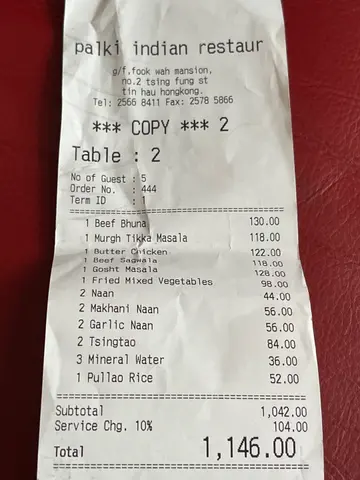 palki indian restaur
g/f,fook wah mansion,
no.2 tsing fung st
tin hau hongkong.
Tel: 2566 8411 Fax: 2578 5866
*** COPY *** 2
Table : 2
No of Guest : 5
Order No. : 444
Term ID : 1
1 Beef Bhuna 130.00
1 Murgh Tikka Masala 118.00
1 Butter Chicken 122.00
1 Beef Sagwala 118.00
1 Gosht Masala 128.00
1 Fried Mixed Vegetables 98.00
2 Naan 44.00
2 Makhani Naan 56.00
2 Garlic Naan 56.00
2 Tsingtao 84.00
3 Mineral Water 36.00
1 Pullao Rice 52.00
Subtotal 1,042.00
Service Chg. 10% 104.00
Total 1,146.00